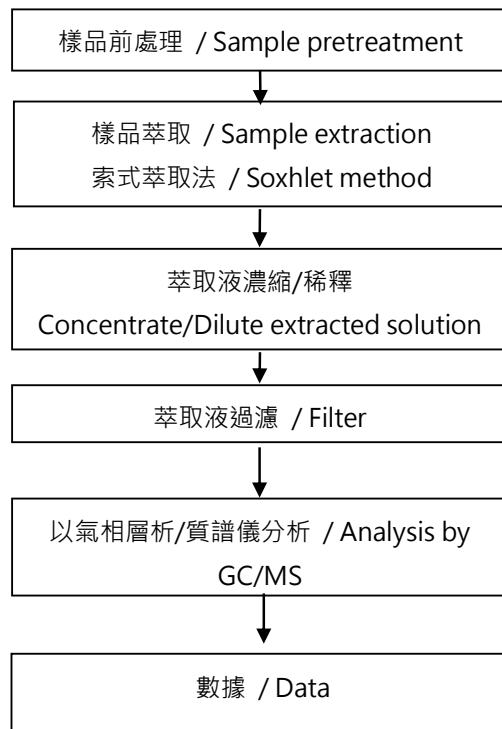 樣品前處理 / Sample pretreatment
樣品萃取 / Sample extraction
索式萃取法 / Soxhlet method
萃取液濃縮/稀釋
Concentrate/Dilute extracted solution
萃取液過濾 / Filter
以氣相層析/質譜儀分析 / Analysis by
GC/MS
數據 / Data